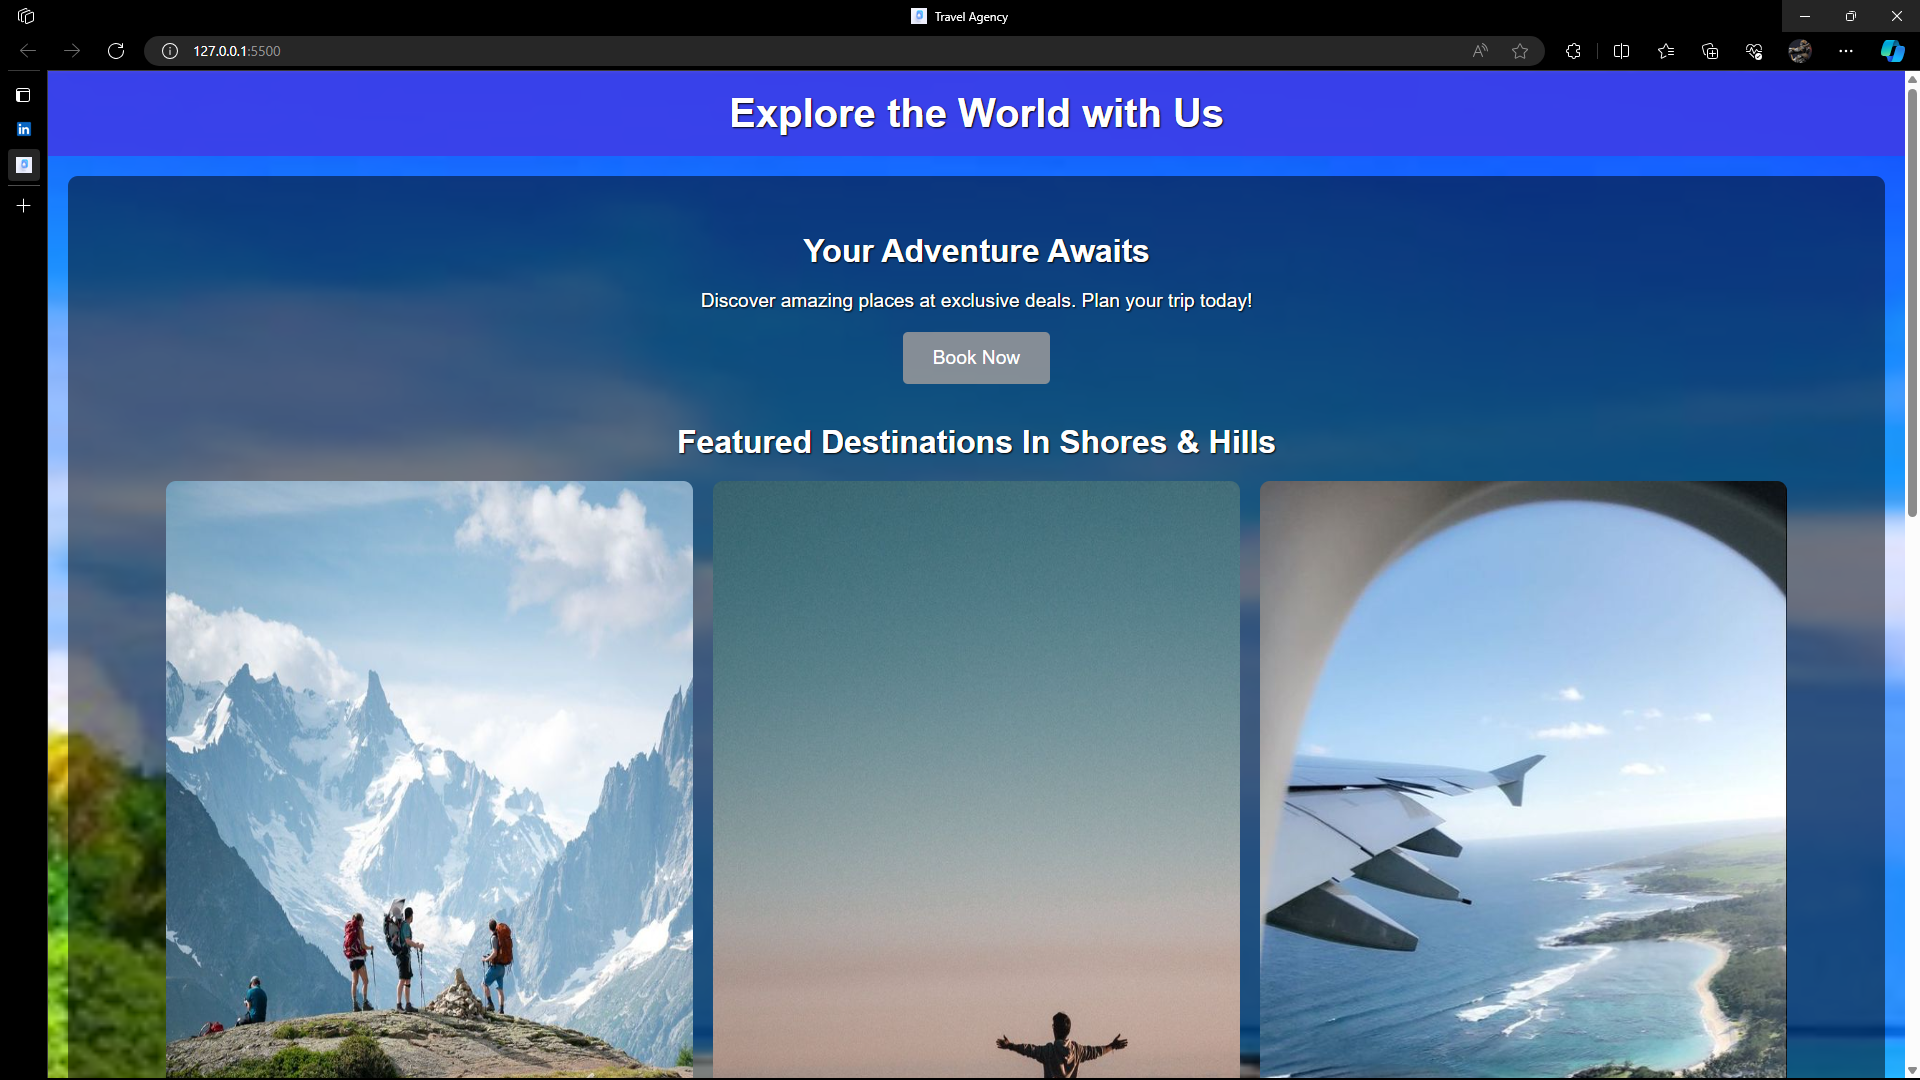 Travel Agency
127.0.0.1:5500
in
Explore the World with Us
Your Adventure Awaits
Discover amazing places at exclusive deals. Plan your trip today!
Book Now
Featured Destinations In Shores & Hills